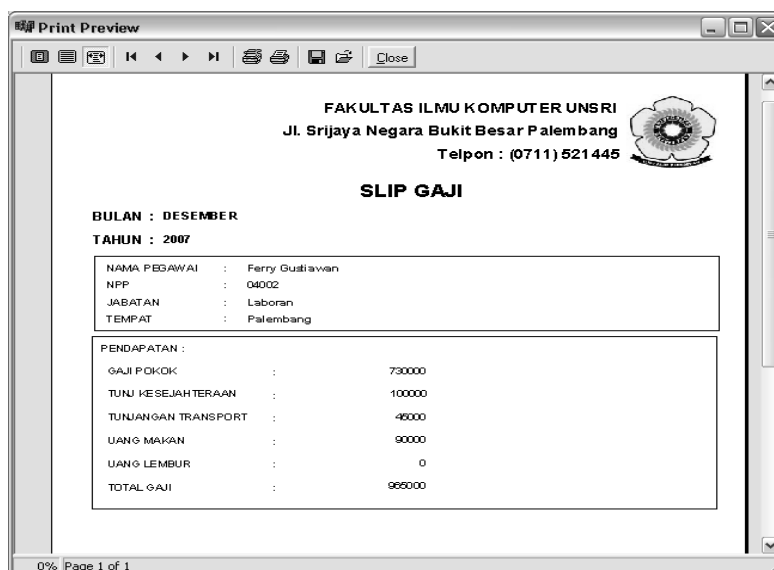 Print Preview
Close
FAKULTAS ILMU KOMPUTER UNSRI
Jl. Srijaya Negara Bukit Besar Palembang
Telpon : (0711) 521445
SLIP GAJI
BULAN : DESEMBER
TAHUN : 2007
NAMA PEGAWAI : Ferry Gustiawan
NPP : 04002
JABATAN : Laboran
TEMPAT : Palembang
PENDAPATAN :
GAJI POKOK : 730000
TUNJ KESEJAHTERAAN : 100000
TUNJANGAN TRANSPORT : 45000
UANG MAKAN : 90000
UANG LEMBUR : 0
TOTAL GAJI : 965000
0% Page 1 of 1